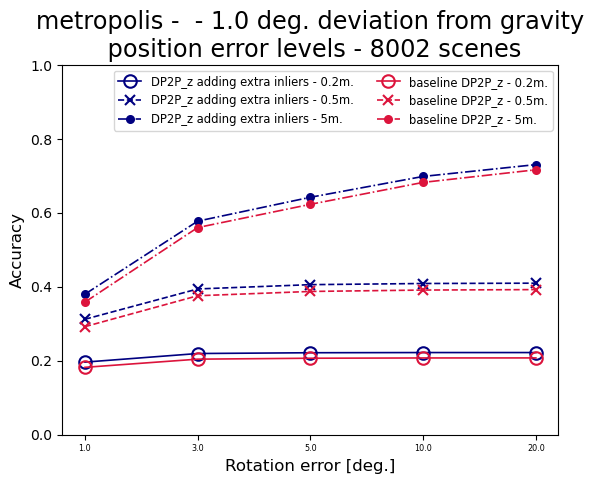 metropolis -  - 1.0 deg. deviation from gravity
position error levels - 8002 scenes
DP2P_z adding extra inliers - 0.2m.
DP2P_z adding extra inliers - 0.5m.
DP2P_z adding extra inliers - 5m.
baseline DP2P_z - 0.2m.
baseline DP2P_z - 0.5m.
baseline DP2P_z - 5m.
Accuracy
1.0
0.8
0.6
0.4
0.2
0.0
1.0 3.0 5.0 10.0 20.0
Rotation error [deg.]